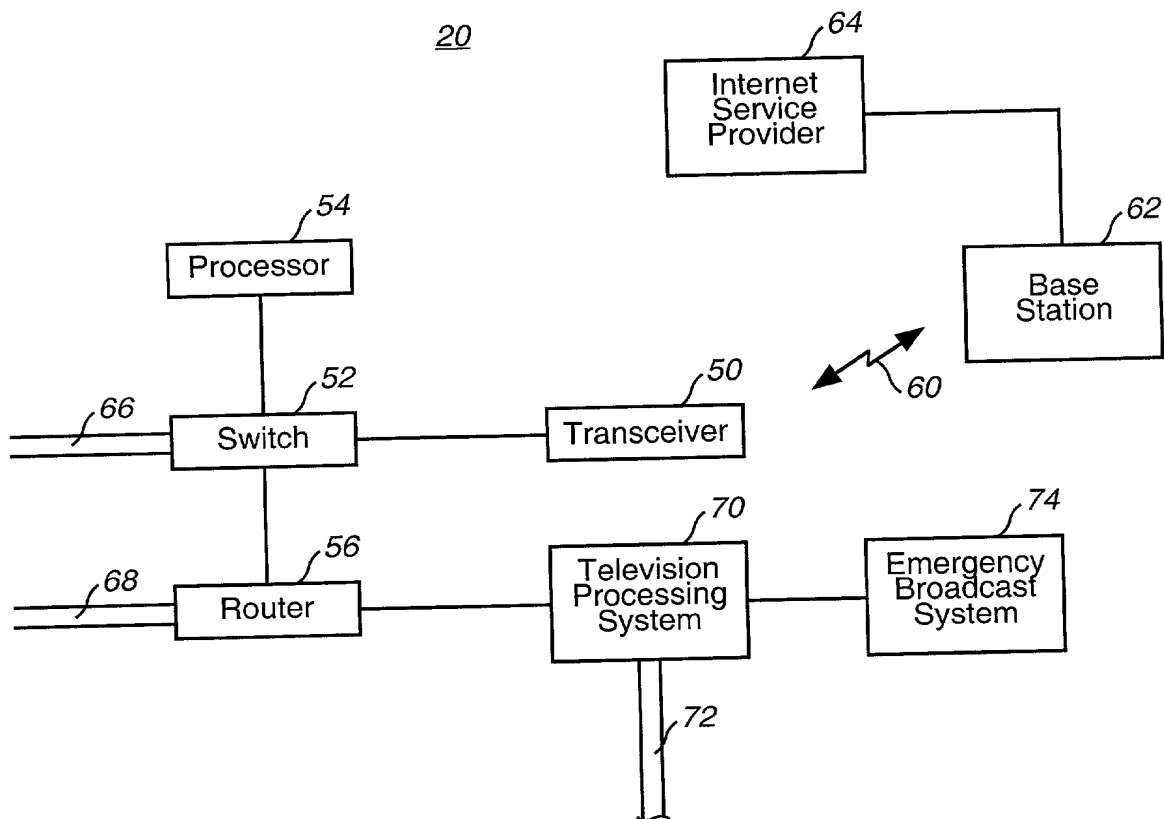 20
64
Internet
Service
Provider
54
62
Processor
Base
Station
52
50
60
66
Switch
Transceiver
70
74
56
68
Router
Television
Processing
System
Emergency
Broadcast
System
72